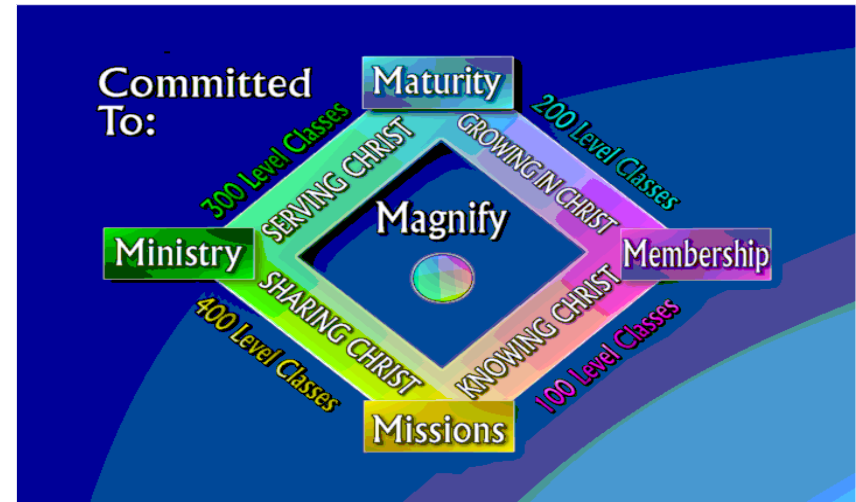 Committed
To:
Maturity
300 Level Classes
200 Level Classes
SERVING CHRIST
GROWING IN CHRIST
Magnify
Ministry
Membership
SHARING CHRIST
KNOWING CHRIST
400 Level Classes
100 Level Classes
Missions